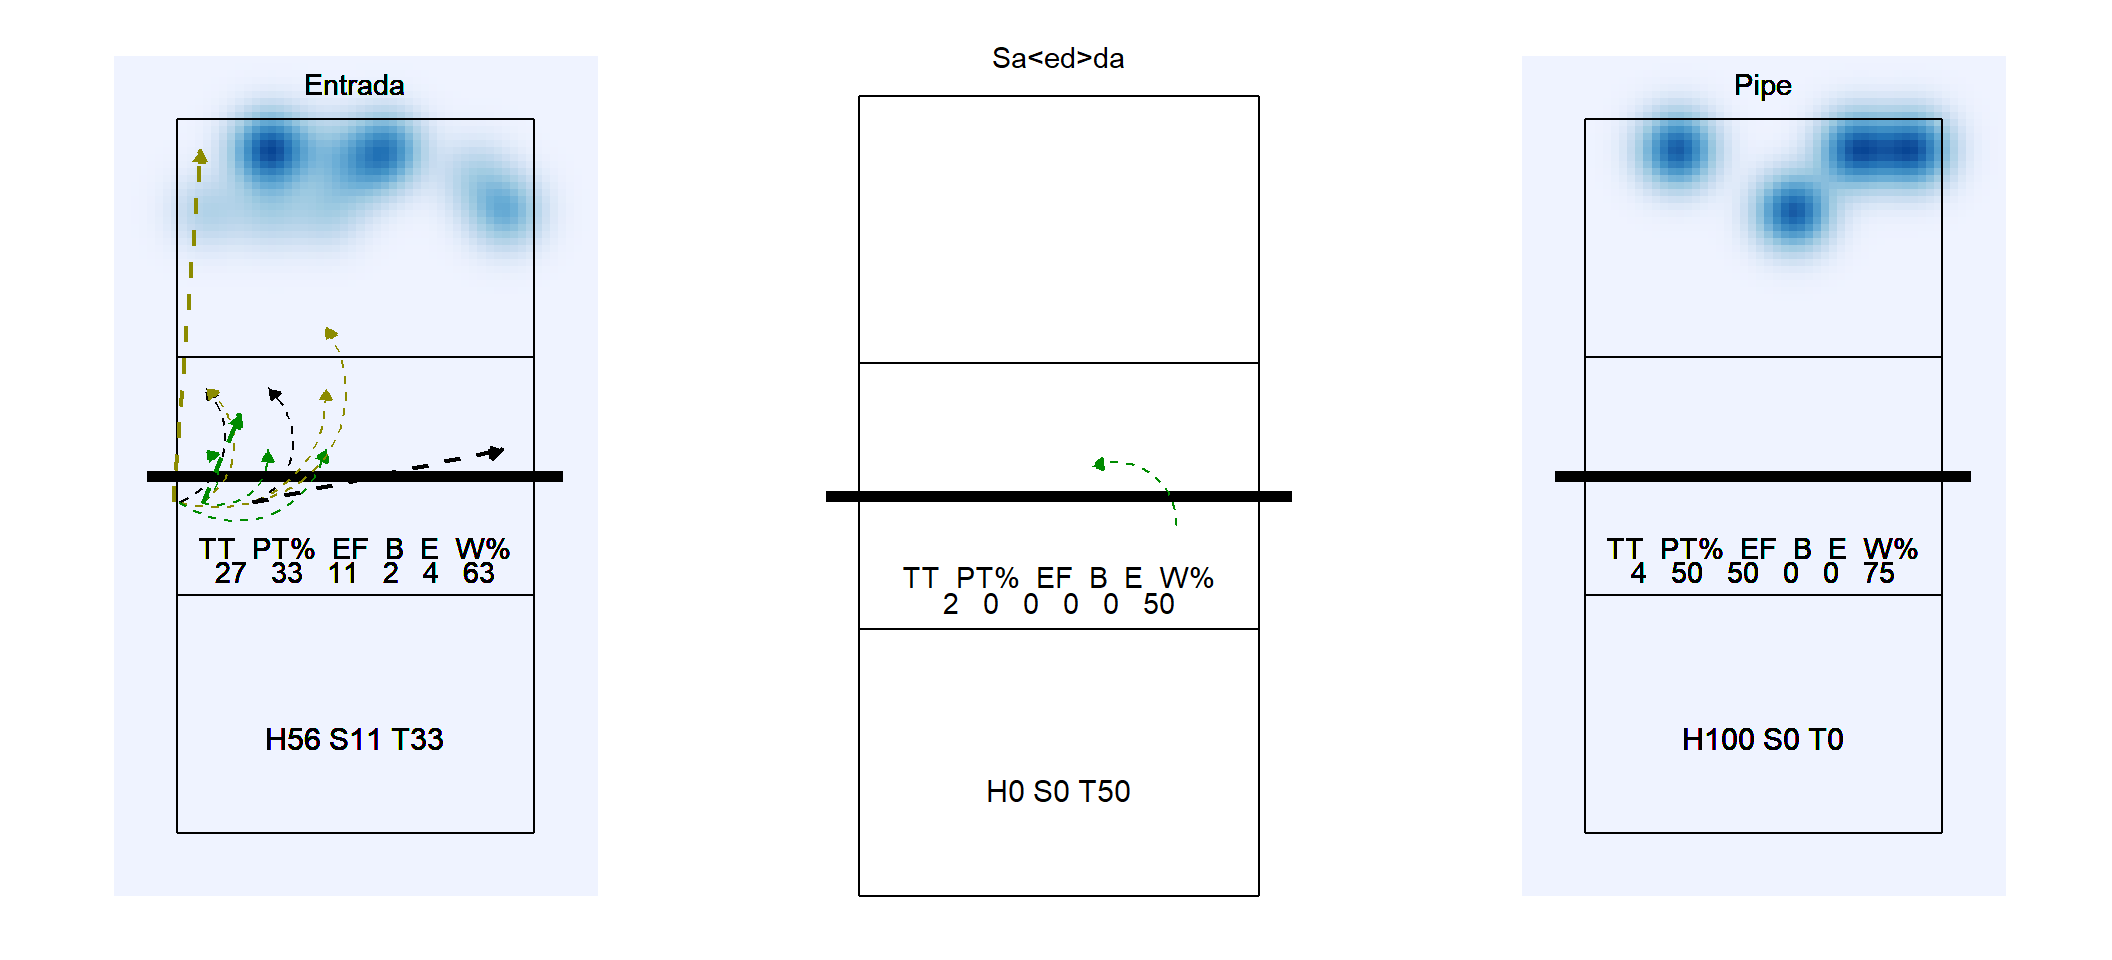 Entrada
TT PT% EF B E W%
27 33 11 2 4 63
H56 S11 T33
Sa<ed>da
TT PT% EF B E W%
2 0 0 0 0 50
H0 S0 T50
Pipe
TT PT% EF B E W%
4 50 50 0 0 75
H100 S0 T0